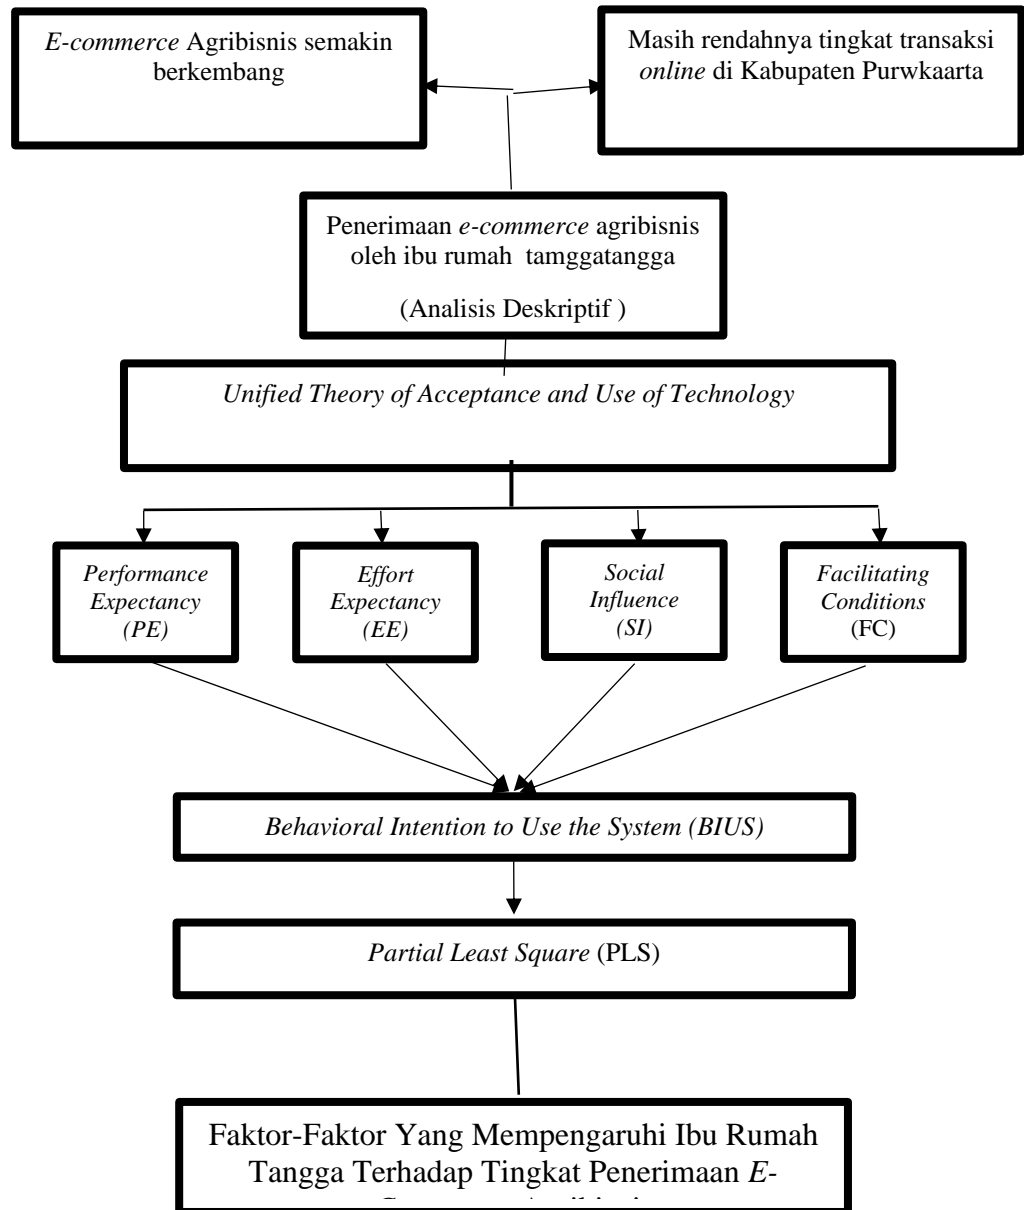 E-commerce Agribisnis semakin
berkembang
Masih rendahnya tingkat transaksi
online di Kabupaten Purwkaarta
Penerimaan e-commerce agribisnis
oleh ibu rumah tamggatangga
(Analisis Deskriptif )
Unified Theory of Acceptance and Use of Technology
Performance
Expectancy
(PE)
Effort
Expectancy
(EE)
Social
Influence
(SI)
Facilitating
Conditions
(FC)
Behavioral Intention to Use the System (BIUS)
Partial Least Square (PLS)
Faktor-Faktor Yang Mempengaruhi Ibu Rumah
Tangga Terhadap Tingkat Penerimaan E-